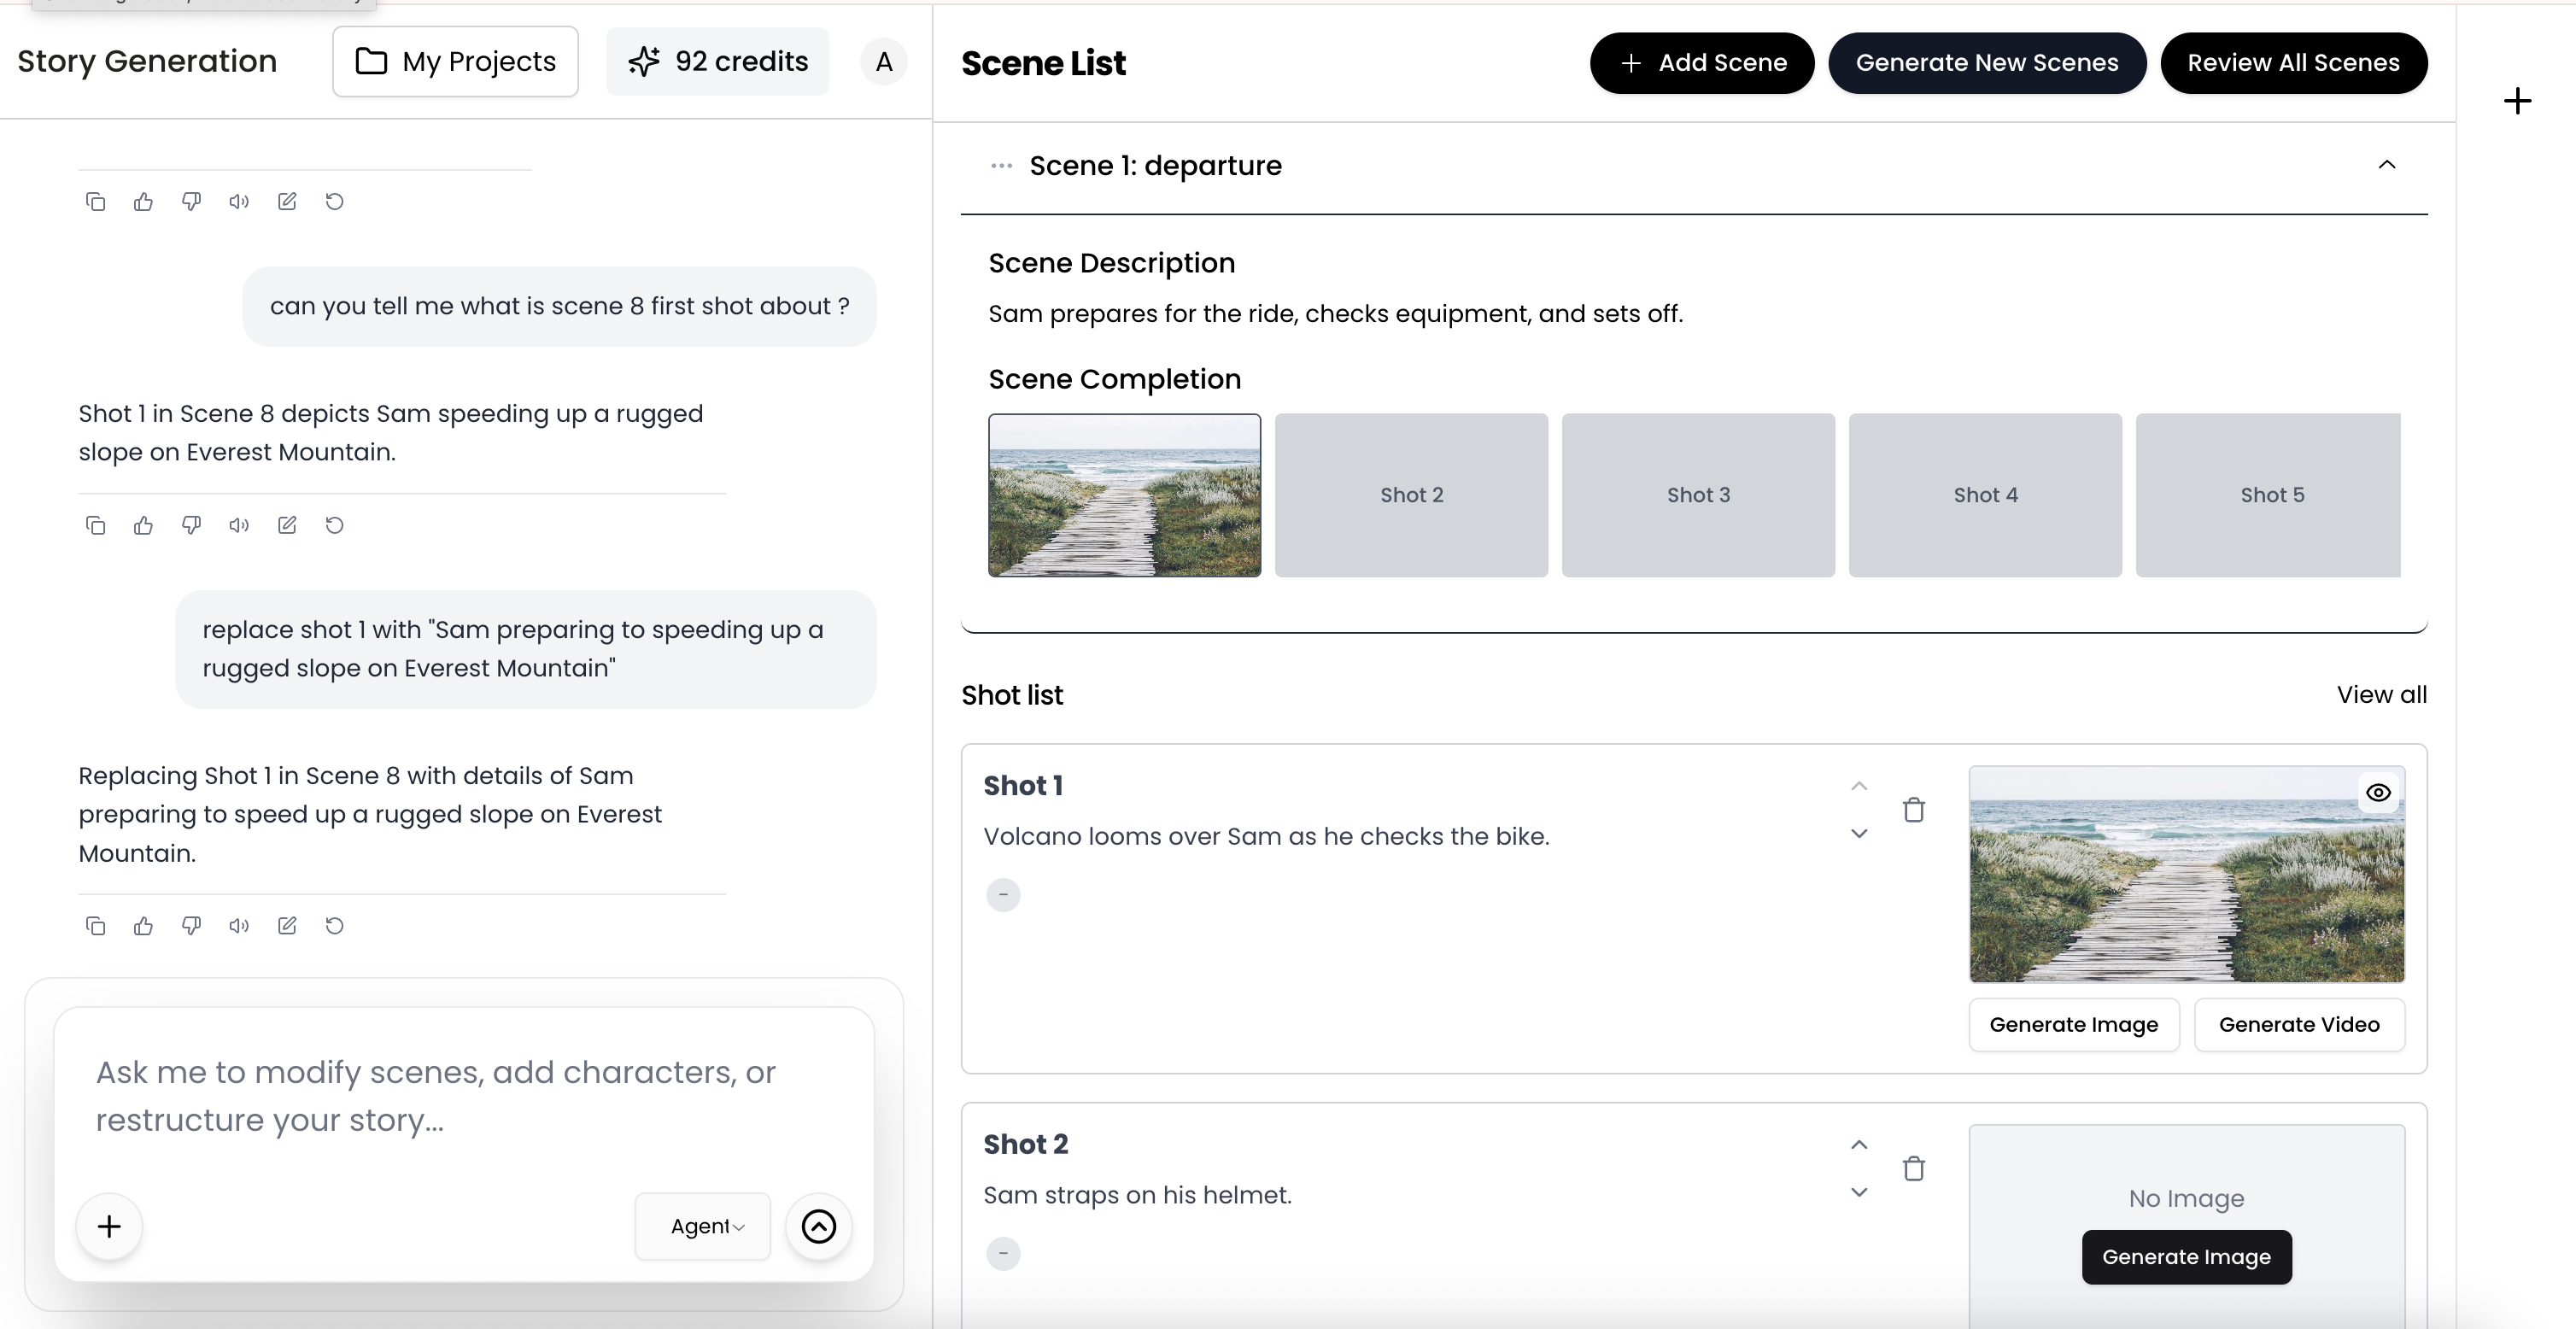 Story Generation
My Projects
92 credits
A
can you tell me what is scene 8 first shot about ?
Shot 1 in Scene 8 depicts Sam speeding up a rugged
slope on Everest Mountain.
replace shot 1 with "Sam preparing to speeding up a
rugged slope on Everest Mountain"
Replacing Shot 1 in Scene 8 with details of Sam
preparing to speed up a rugged slope on Everest
Mountain.
Ask me to modify scenes, add characters, or
restructure your story...
Agent
Scene List
+ Add Scene
Generate New Scenes
Review All Scenes
Scene 1: departure
Scene Description
Sam prepares for the ride, checks equipment, and sets off.
Scene Completion
Shot 2
Shot 3
Shot 4
Shot 5
Shot list
View all
Shot 1
Volcano looms over Sam as he checks the bike.
-
Generate Image
Generate Video
Shot 2
Sam straps on his helmet.
-
No Image
Generate Image